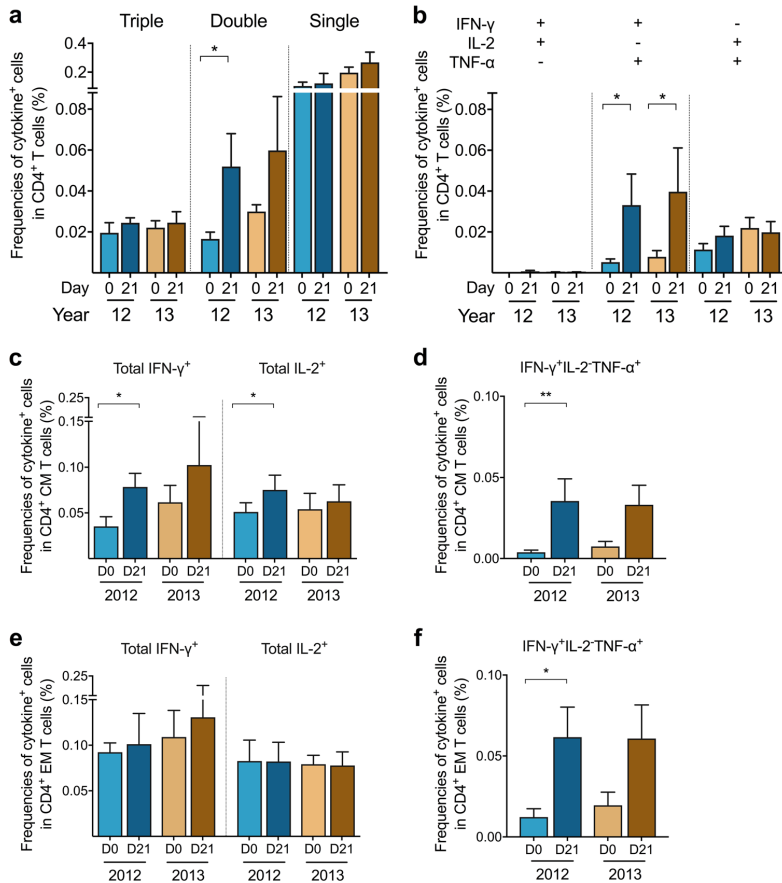 a
Triple Double Single
Frequencies of cytokine⁺ cells
in CD4⁺ T cells (%)
0.4
0.2
0.08
0.06
0.04
0.02
*
Day 0 21 0 21 0 21 0 21 0 21 0 21
Year 12 13 12 13 12 13
b
IFN-γ + + -
IL-2 + - +
TNF-α - + +
Frequencies of cytokine⁺ cells
in CD4⁺ T cells (%)
0.08
0.06
0.04
0.02
* *
Day 0 21 0 21 0 21 0 21 0 21 0 21
Year 12 13 12 13 12 13
c
Total IFN-γ⁺ Total IL-2⁺
Frequencies of cytokine⁺ cells
in CD4⁺ CM T cells (%)
0.25
0.15
0.10
0.05
* *
D0 D21 D0 D21 D0 D21 D0 D21
2012 2013 2012 2013
d
IFN-γ⁺IL-2⁻TNF-α⁺
Frequencies of cytokine⁺ cells
in CD4⁺ CM T cells (%)
0.10
0.05
0.00
**
D0 D21 D0 D21
2012 2013
e
Total IFN-γ⁺ Total IL-2⁺
Frequencies of cytokine⁺ cells
in CD4⁺ EM T cells (%)
0.25
0.15
0.10
0.05
D0 D21 D0 D21 D0 D21 D0 D21
2012 2013 2012 2013
f
IFN-γ⁺IL-2⁻TNF-α⁺
Frequencies of cytokine⁺ cells
in CD4⁺ EM T cells (%)
0.10
0.05
0.00
*
D0 D21 D0 D21
2012 2013